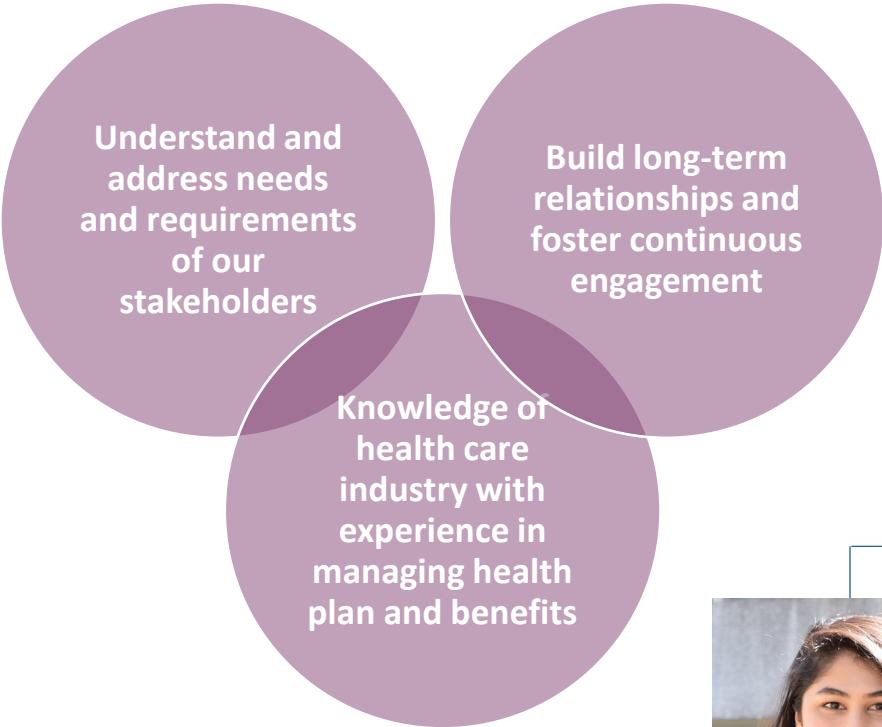 Understand and
address needs
and requirements
of our
stakeholders
Build long-term
relationships and
foster continuous
engagement
Knowledge of
health care
industry with
experience in
managing health
plan and benefits